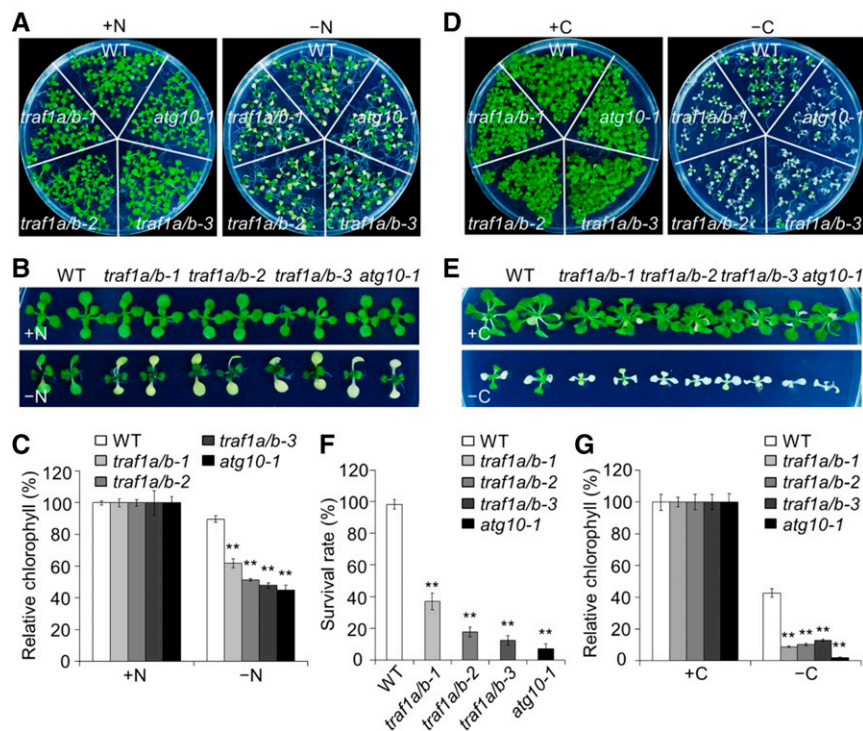 A
+N
−N
WT
WT
traf1a/b-1
atg10-1
traf1a/b-1
atg10-1
traf1a/b-2
traf1a/b-3
traf1a/b-2
traf1a/b-3
D
+C
−C
WT
WT
traf1a/b-1
atg10-1
traf1a/b-1
atg10-1
traf1a/b-2
traf1a/b-3
traf1a/b-2
traf1a/b-3
B
WT traf1a/b-1 traf1a/b-2 traf1a/b-3 atg10-1
+N
−N
E
WT traf1a/b-1 traf1a/b-2 traf1a/b-3 atg10-1
+C
−C
C
WT
traf1a/b-1
traf1a/b-2
traf1a/b-3
atg10-1
Relative chlorophyll (%)
120
100
80
60
40
20
0
** ** ** **
+N
−N
F
WT
traf1a/b-1
traf1a/b-2
traf1a/b-3
atg10-1
Survival rate (%)
120
100
80
60
40
20
0
** ** ** **
WT
traf1a/b-1
traf1a/b-2
traf1a/b-3
atg10-1
G
WT
traf1a/b-1
traf1a/b-2
traf1a/b-3
atg10-1
Relative chlorophyll (%)
120
100
80
60
40
20
0
** ** ** **
+C
−C